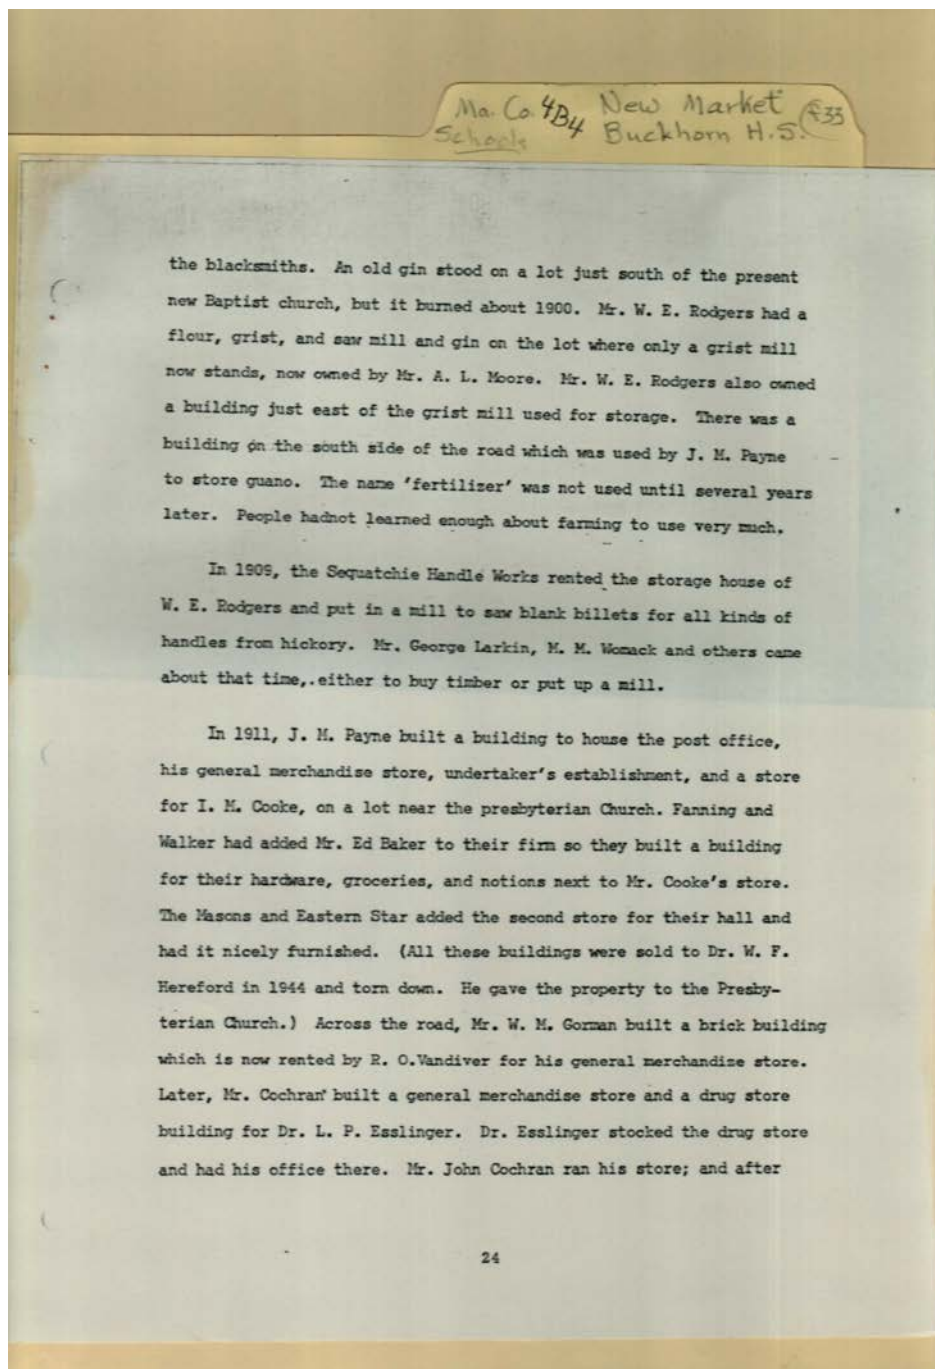 Ma. Co. 4B4 New Market
Schools Buckhorn H.S. F33
the blacksmiths. An old gin stood on a lot just south of the present
new Baptist church, but it burned about 1900. Mr. W. E. Rodgers had a
flour, grist, and saw mill and gin on the lot where only a grist mill
now stands, now owned by Mr. A. L. Moore. Mr. W. E. Rodgers also owned
a building just east of the grist mill used for storage. There was a
building on the south side of the road which was used by J. M. Payne
to store guano. The name 'fertilizer' was not used until several years
later. People hadnot learned enough about farming to use very much.
In 1909, the Sequatchie Handle Works rented the storage house of
W. E. Rodgers and put in a mill to saw blank billets for all kinds of
handles from hickory. Mr. George Larkin, M. M. Womack and others came
about that time,.either to buy timber or put up a mill.
In 1911, J. M. Payne built a building to house the post office,
his general merchandise store, undertaker's establishment, and a store
for I. M. Cooke, on a lot near the presbyterian Church. Fanning and
Walker had added Mr. Ed Baker to their firm so they built a building
for their hardware, groceries, and notions next to Mr. Cooke's store.
The Masons and Eastern Star added the second store for their hall and
had it nicely furnished. (All these buildings were sold to Dr. W. F.
Hereford in 1944 and torn down. He gave the property to the Presby-
terian Church.) Across the road, Mr. W. M. Gorman built a brick building
which is now rented by R. O.Vandiver for his general merchandise store.
Later, Mr. Cochran built a general merchandise store and a drug store
building for Dr. L. P. Esslinger. Dr. Esslinger stocked the drug store
and had his office there. Mr. John Cochran ran his store; and after
24